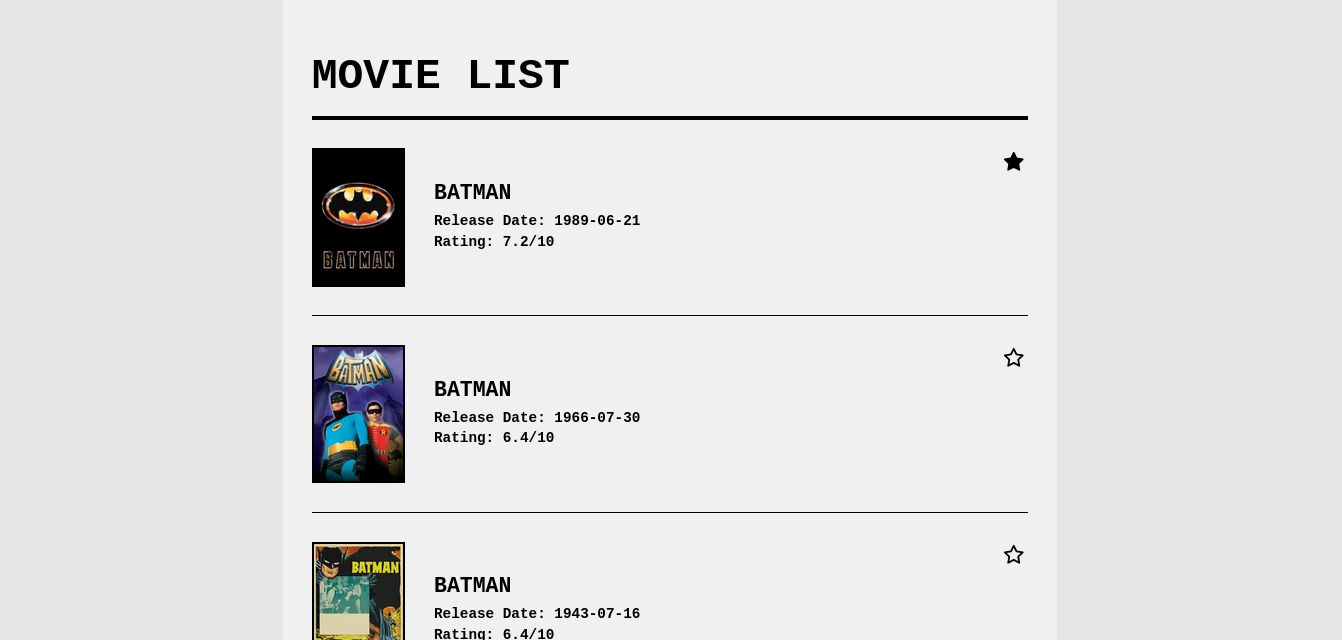 MOVIE LIST
BATMAN
BATMAN
Release Date: 1989-06-21
Rating: 7.2/10
BATMAN
BATMAN
Release Date: 1966-07-30
Rating: 6.4/10
BATMAN
BATMAN
Release Date: 1943-07-16
Rating: 6.4/10